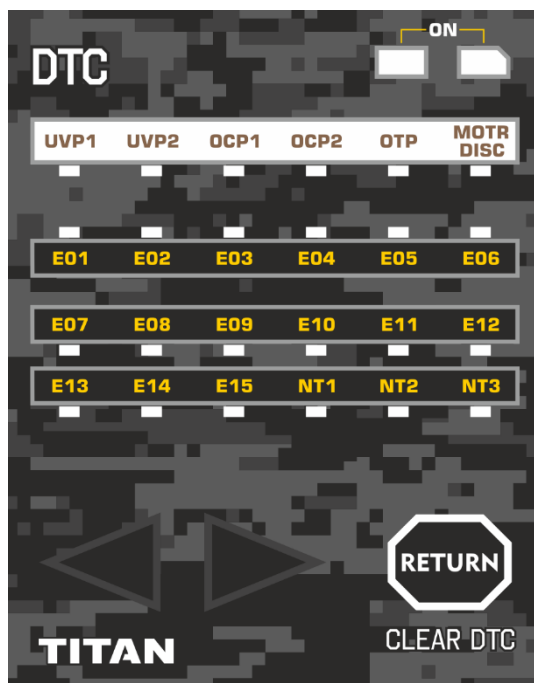 ON
DTC
UVP1 UVP2 OCP1 OCP2 OTP MOTR DISC
E01 E02 E03 E04 E05 E06
E07 E08 E09 E10 E11 E12
E13 E14 E15 NT1 NT2 NT3
RETURN
CLEAR DTC
TITAN